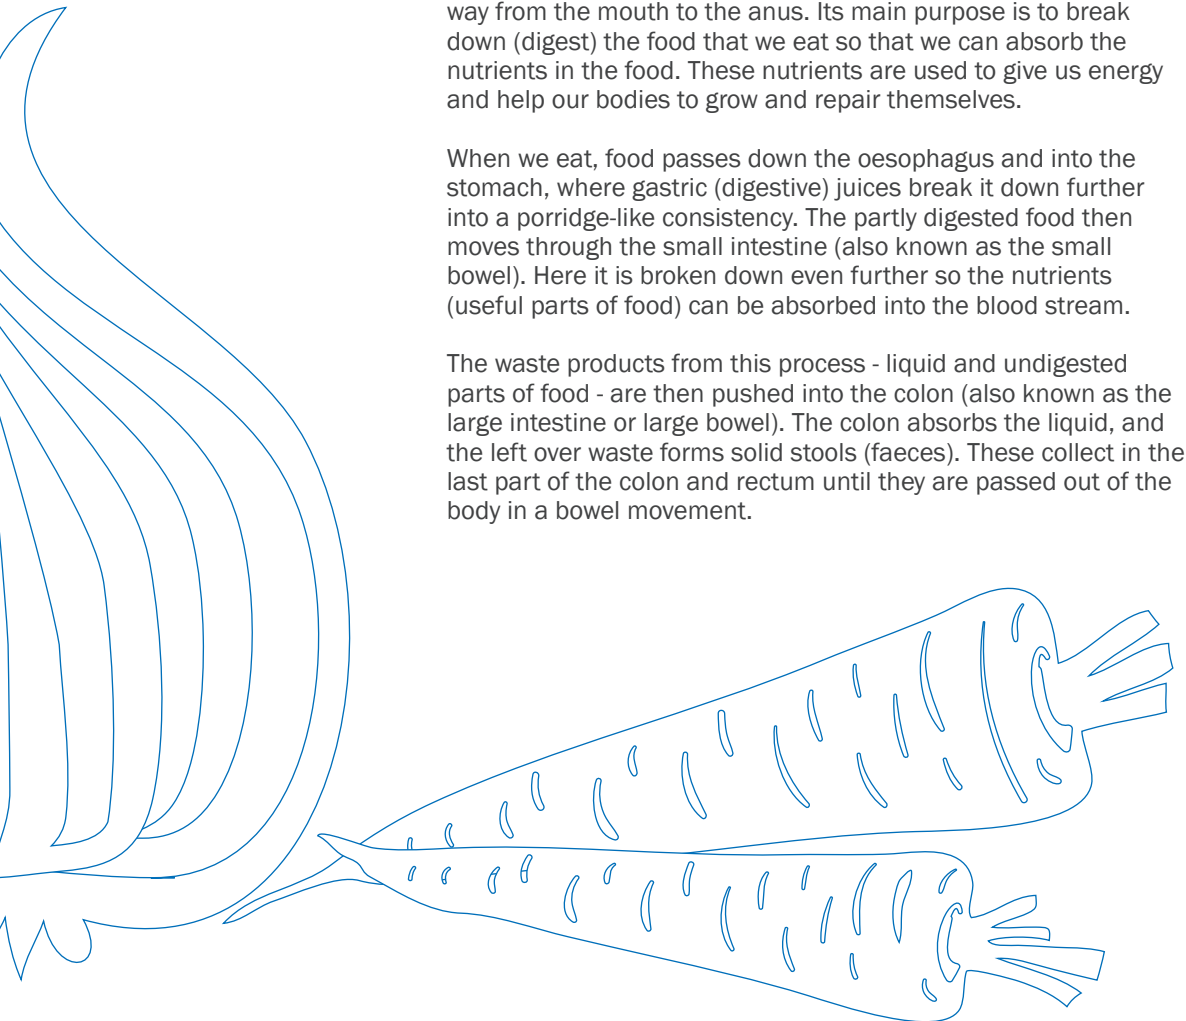 way from the mouth to the anus. Its main purpose is to break
down (digest) the food that we eat so that we can absorb the
nutrients in the food. These nutrients are used to give us energy
and help our bodies to grow and repair themselves.
When we eat, food passes down the oesophagus and into the
stomach, where gastric (digestive) juices break it down further
into a porridge-like consistency. The partly digested food then
moves through the small intestine (also known as the small
bowel). Here it is broken down even further so the nutrients
(useful parts of food) can be absorbed into the blood stream.
The waste products from this process - liquid and undigested
parts of food - are then pushed into the colon (also known as the
large intestine or large bowel). The colon absorbs the liquid, and
the left over waste forms solid stools (faeces). These collect in the
last part of the colon and rectum until they are passed out of the
body in a bowel movement.